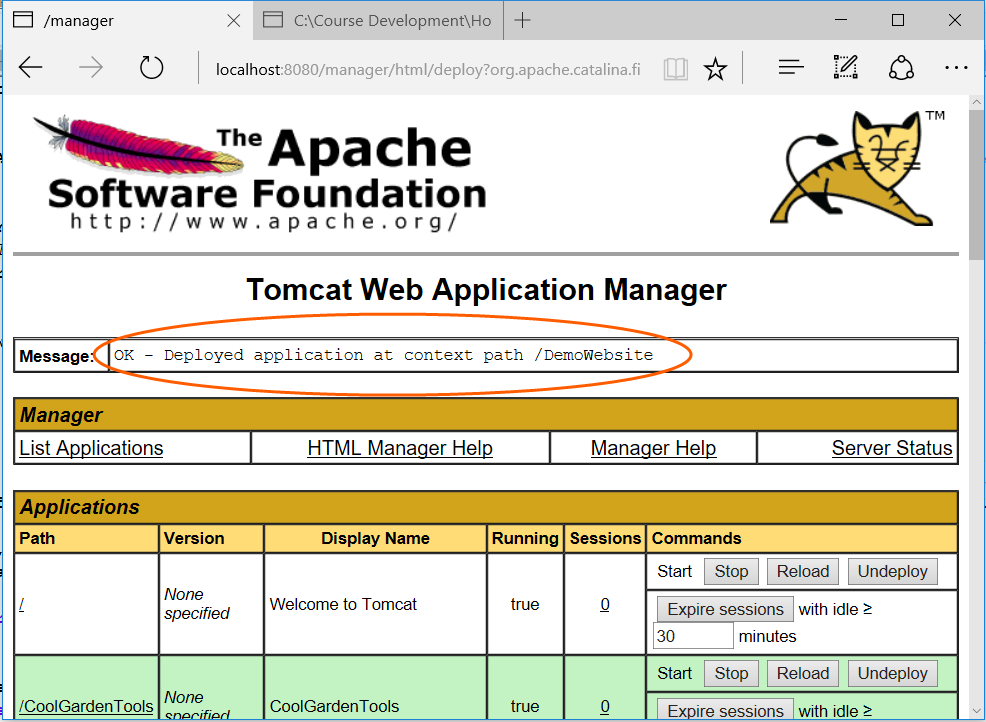 /manager
C:\Course Development\Ho
localhost:8080/manager/html/deploy?org.apache.catalina.fi
The Apache
Software Foundation
http://www.apache.org/
TM
Tomcat Web Application Manager
Message: OK - Deployed application at context path /DemoWebsite
Manager
List Applications HTML Manager Help Manager Help Server Status
Applications
Path Version Display Name Running Sessions Commands
/ None specified Welcome to Tomcat true 0 Start Stop Reload Undeploy
Expire sessions with idle ≥
30 minutes
/CoolGardenTools None specified CoolGardenTools true 0 Start Stop Reload Undeploy
Expire sessions with idle ≥